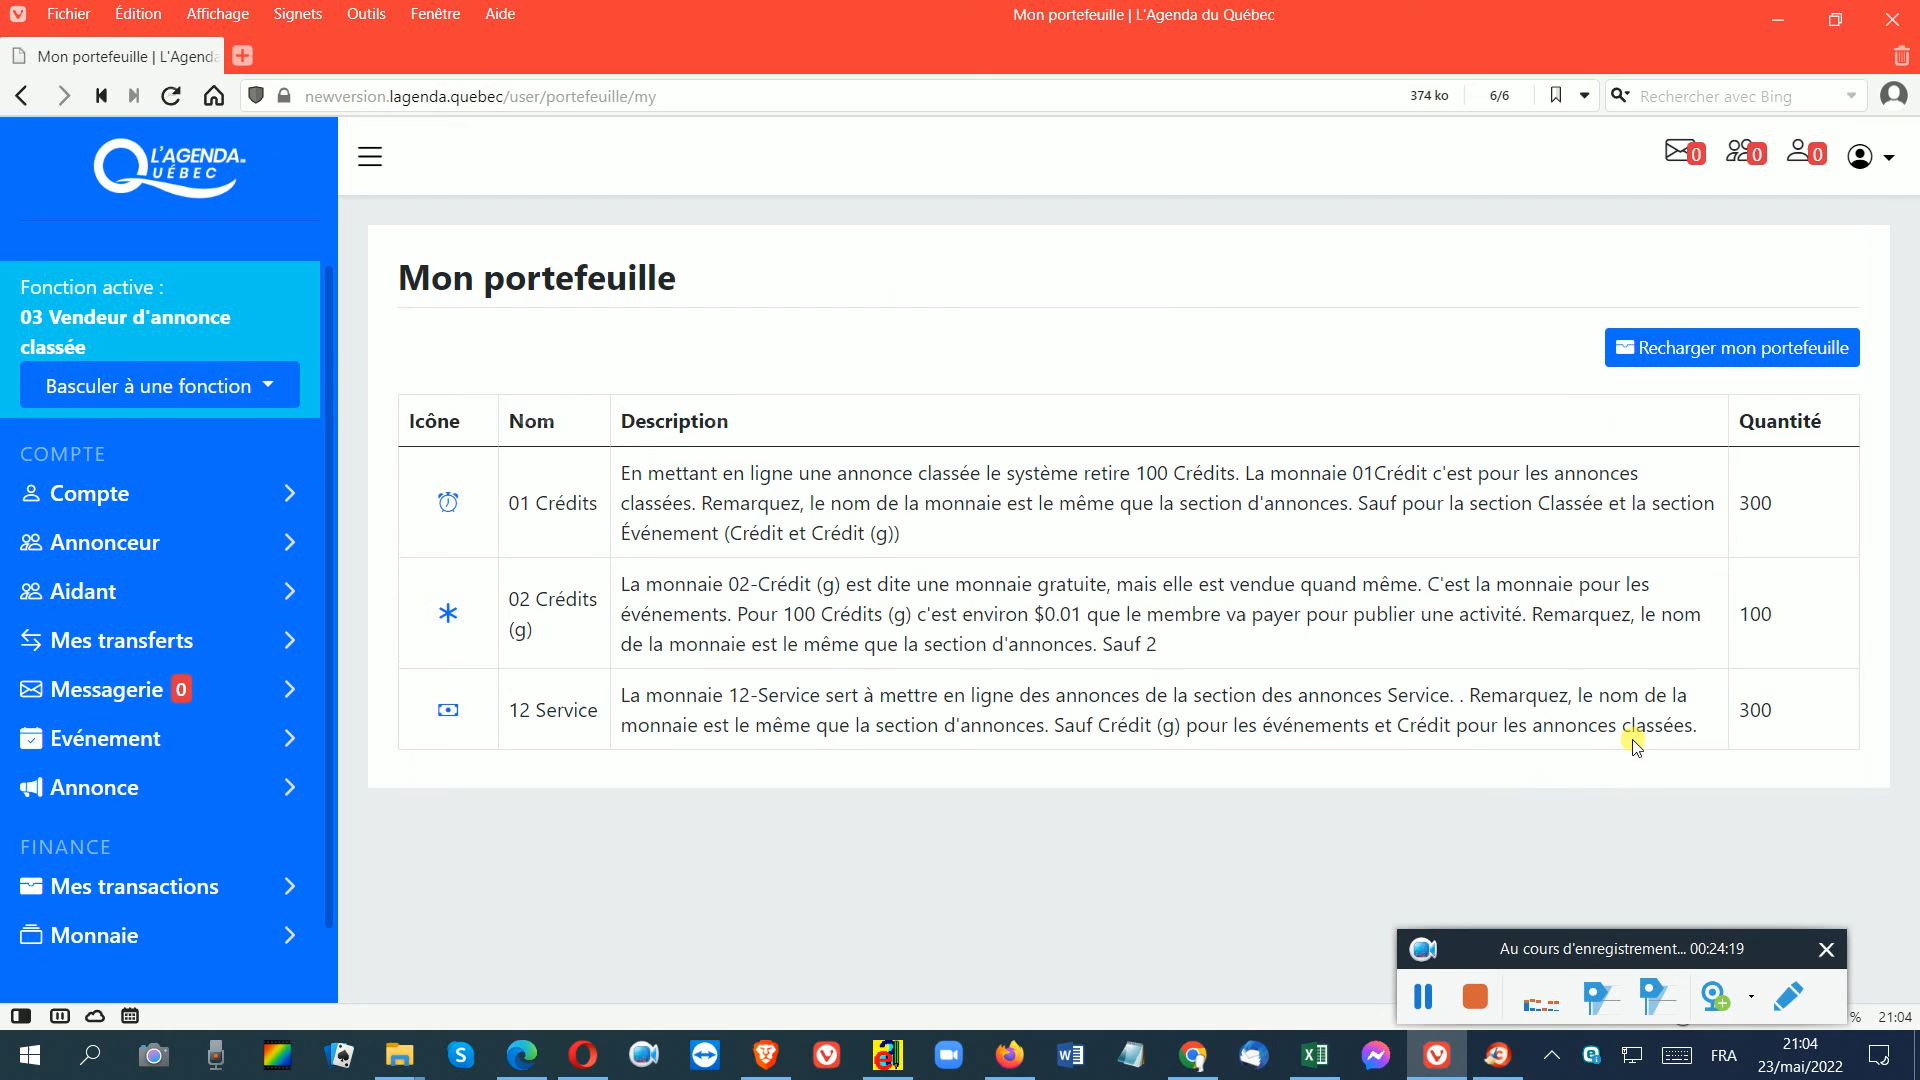 Fichier Édition Affichage Signets Outils Fenêtre Aide
Mon portefeuille | L'Agenda du Québec
Mon portefeuille | L'Agenda
newversion.lagenda.quebec/user/portefeuille/my
374 ko
6/6
Rechercher avec Bing
L'AGENDA
QUÉBEC
0
0
0
Fonction active :
03 Vendeur d'annonce
classée
Basculer à une fonction
COMPTE
Compte
Annonceur
Aidant
Mes transferts
Messagerie 0
Evénement
Annonce
FINANCE
Mes transactions
Monnaie
Mon portefeuille
Recharger mon portefeuille
Icône Nom Description Quantité
01 Crédits
En mettant en ligne une annonce classée le système retire 100 Crédits. La monnaie 01Crédit c'est pour les annonces
classées. Remarquez, le nom de la monnaie est le même que la section d'annonces. Sauf pour la section Classée et la section
Événement (Crédit et Crédit (g))
300
02 Crédits
(g)
La monnaie 02-Crédit (g) est dite une monnaie gratuite, mais elle est vendue quand même. C'est la monnaie pour les
événements. Pour 100 Crédits (g) c'est environ $0.01 que le membre va payer pour publier une activité. Remarquez, le nom
de la monnaie est le même que la section d'annonces. Sauf 2
100
12 Service
La monnaie 12-Service sert à mettre en ligne des annonces de la section des annonces Service. . Remarquez, le nom de la
monnaie est le même que la section d'annonces. Sauf Crédit (g) pour les événements et Crédit pour les annonces classées.
300
Au cours d'enregistrement... 00:24:19
% 21:04
FRA
21:04
23/mai/2022